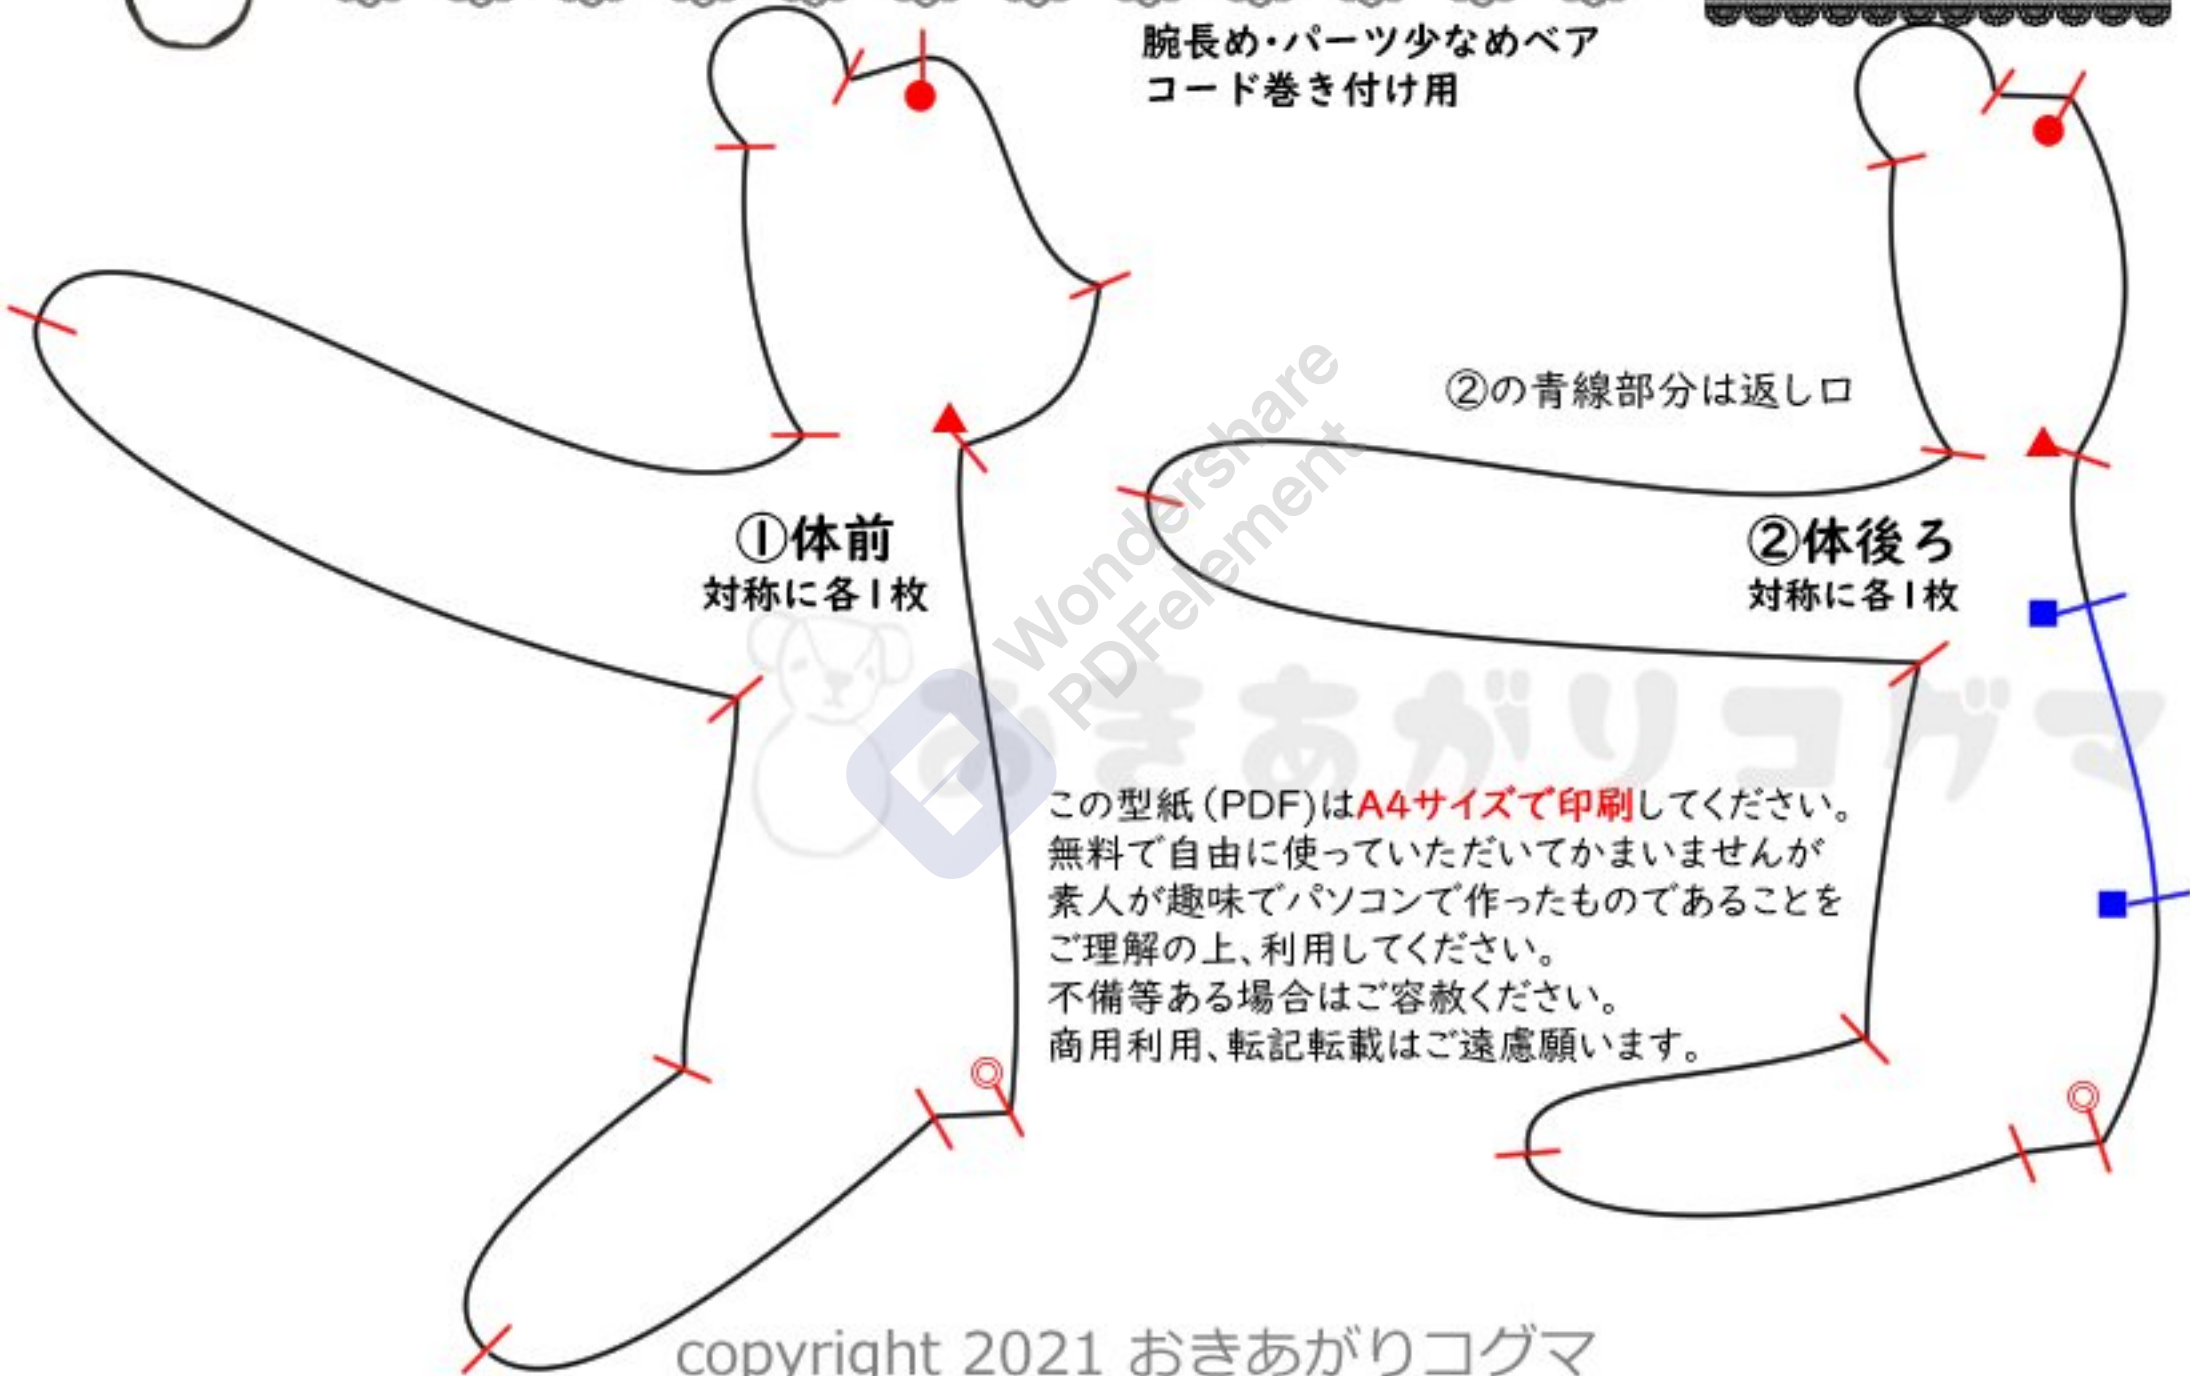 腕長め・パーツ少なめベア
コード巻き付け用
②の青線部分は返し口
①体前
対称に各1枚
②体後ろ
対称に各1枚
Wondershare
PDFelement
おきあがりコグマ
この型紙(PDF)はA4サイズで印刷してください。
無料で自由に使っていただいてかまいませんが
素人が趣味でパソコンで作ったものであることを
ご理解の上、利用してください。
不備等ある場合はご容赦ください。
商用利用、転記転載はご遠慮願います。
copyright 2021 おきあがりコグマ